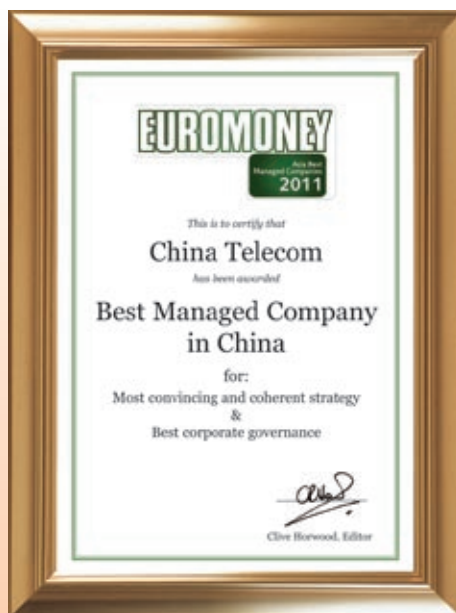 EUROMONEY
Asia Best
Managed Companies
2011
This is to certify that
China Telecom
has been awarded
Best Managed Company
in China
for:
Most convincing and coherent strategy
&
Best corporate governance
Clive Horwood, Editor